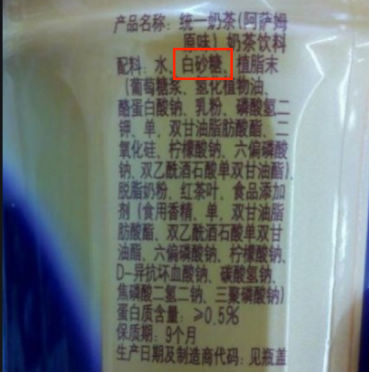 产品名称：统一奶茶(阿萨姆
原味）奶茶饮料
配料：水、白砂糖、植脂末
（葡萄糖浆、氢化植物油、
酪蛋白酸钠、乳粉、磷酸氢二
钾、单，双甘油脂肪酸酯、二
氧化硅、柠檬酸钠、六偏磷酸
钠、双乙酰酒石酸单双甘油酯)、
脱脂奶粉、红茶叶、食品添加
剂（食用香精，单，双甘油脂
肪酸酯、双乙酰酒石酸单双甘
油酯、六偏磷酸钠、柠檬酸钠、
D-异抗坏血酸钠、碳酸氢钠、
焦磷酸二氢二钠、三聚磷酸钠)
蛋白质含量：≥0.5%
保质期：9个月
生产日期及制造商代码：见瓶盖